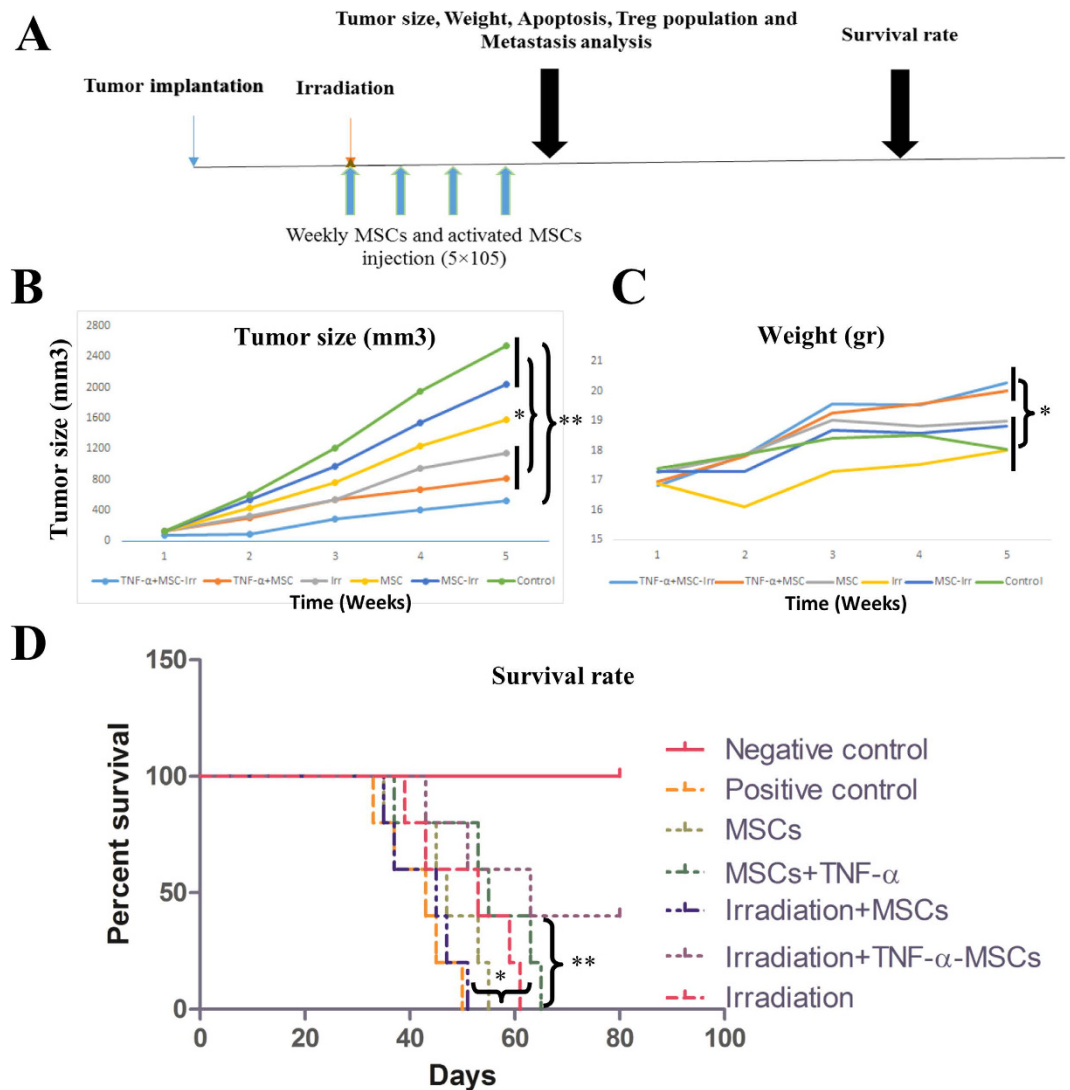 A
Tumor size, Weight, Apoptosis, Treg population and
Metastasis analysis
Survival rate
Tumor implantation
Irradiation
Weekly MSCs and activated MSCs
injection (5×105)
B
Tumor size (mm3)
Tumor size (mm3)
2800
2400
2000
1600
1200
800
400
0
1 2 3 4 5
* **
TNF-α+MSC-Irr TNF-α+MSC Irr MSC MSC-Irr Control
Time (Weeks)
C
Weight (gr)
21
20
19
18
17
16
15
1 2 3 4 5
*
TNF-α+MSC-Irr TNF-α+MSC MSC Irr MSC-Irr Control
Time (Weeks)
D
Survival rate
Percent survival
150
100
50
0
0 20 40 60 80 100
Days
* **
Negative control
Positive control
MSCs
MSCs+TNF-α
Irradiation+MSCs
Irradiation+TNF-α-MSCs
Irradiation